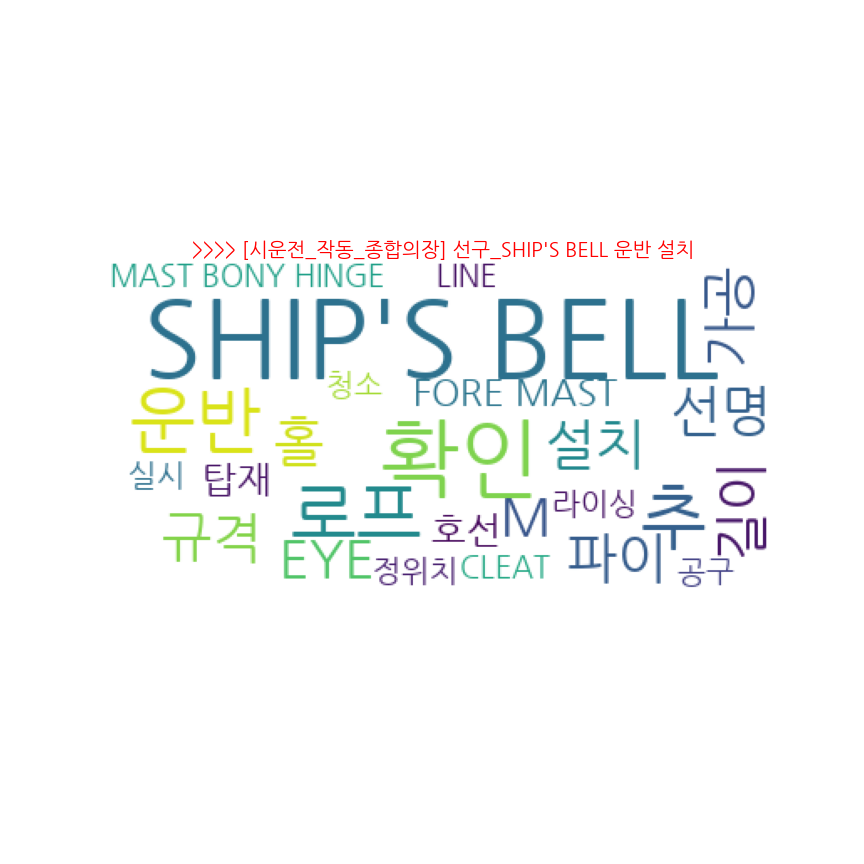 >>>> [시운전_작동_종합의장] 선구_SHIP'S BELL 운반 설치
MAST BONY HINGE
LINE
가공
SHIP'S BELL
청소
FORE MAST
선명
운반
홀
확인
설치
실시
탑재
로프
M
라이싱
추
길이
규격
호선
EYE
정위치
CLEAT
파이
공구